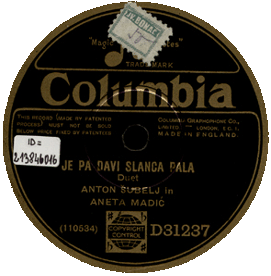 "Magic Notes"
TRADE MARK
Columbia
THIS RECORD (MADE BY PATENTED
PROCESS) MUST NOT BE SOLD
BELOW PRICE FIXED BY PATENTEES
COLUMBIA GRAPHOPHONE CO.
LIMITED LONDON, E.C.1.
MADE IN ENGLAND.
ID=
JE PA DAVI SLANCA PALA
Duet
ANTON SUBELJ in
ANETA MADIĆ
(110534)
COPYRIGHT
CONTROL
D31237